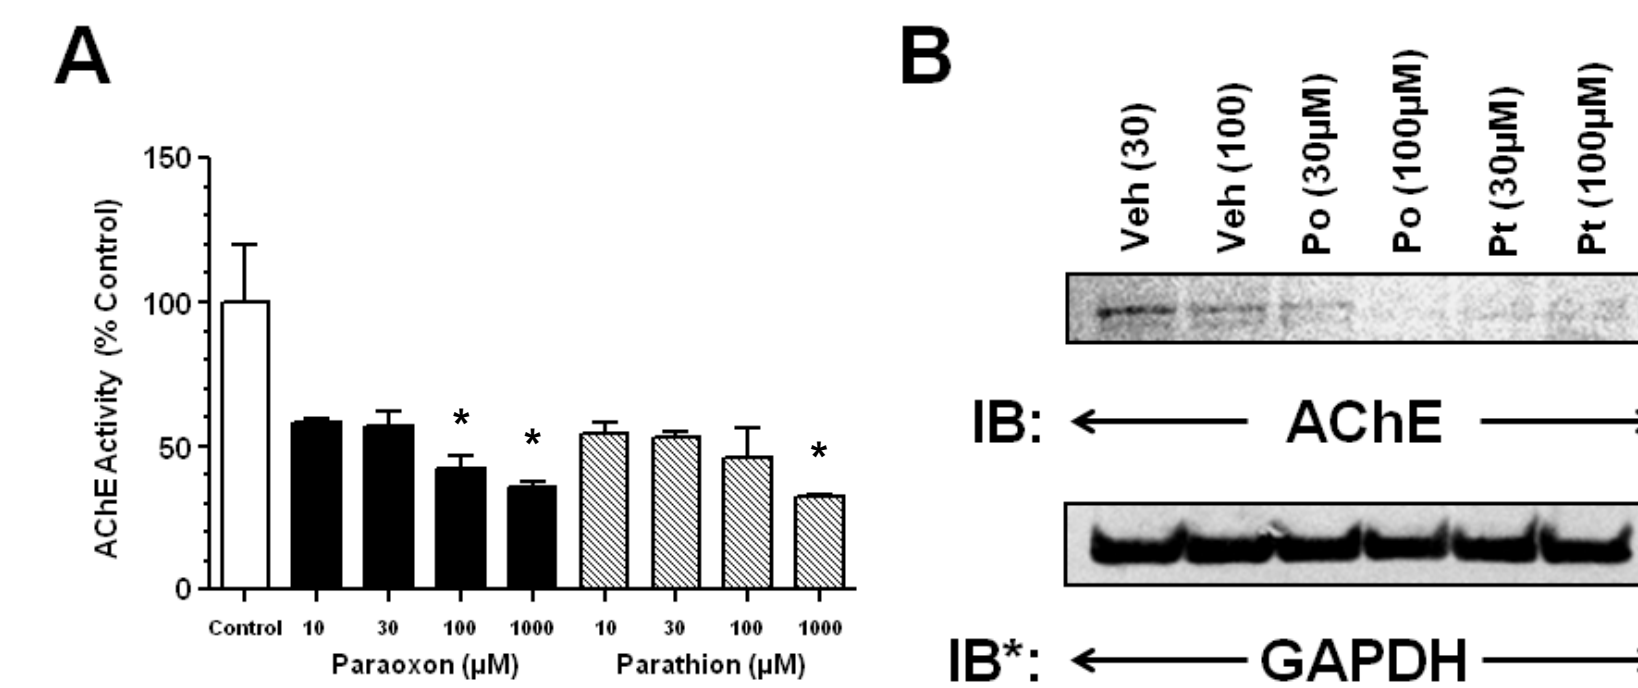 A
150
100
50
0
AChE Activity (% Control)
*
*
*
Control 10 30 100 1000 10 30 100 1000
Paraoxon (µM) Parathion (µM)
B
Veh (30)
Veh (100)
Po (30µM)
Po (100µM)
Pt (30µM)
Pt (100µM)
IB: AChE
IB*: GAPDH